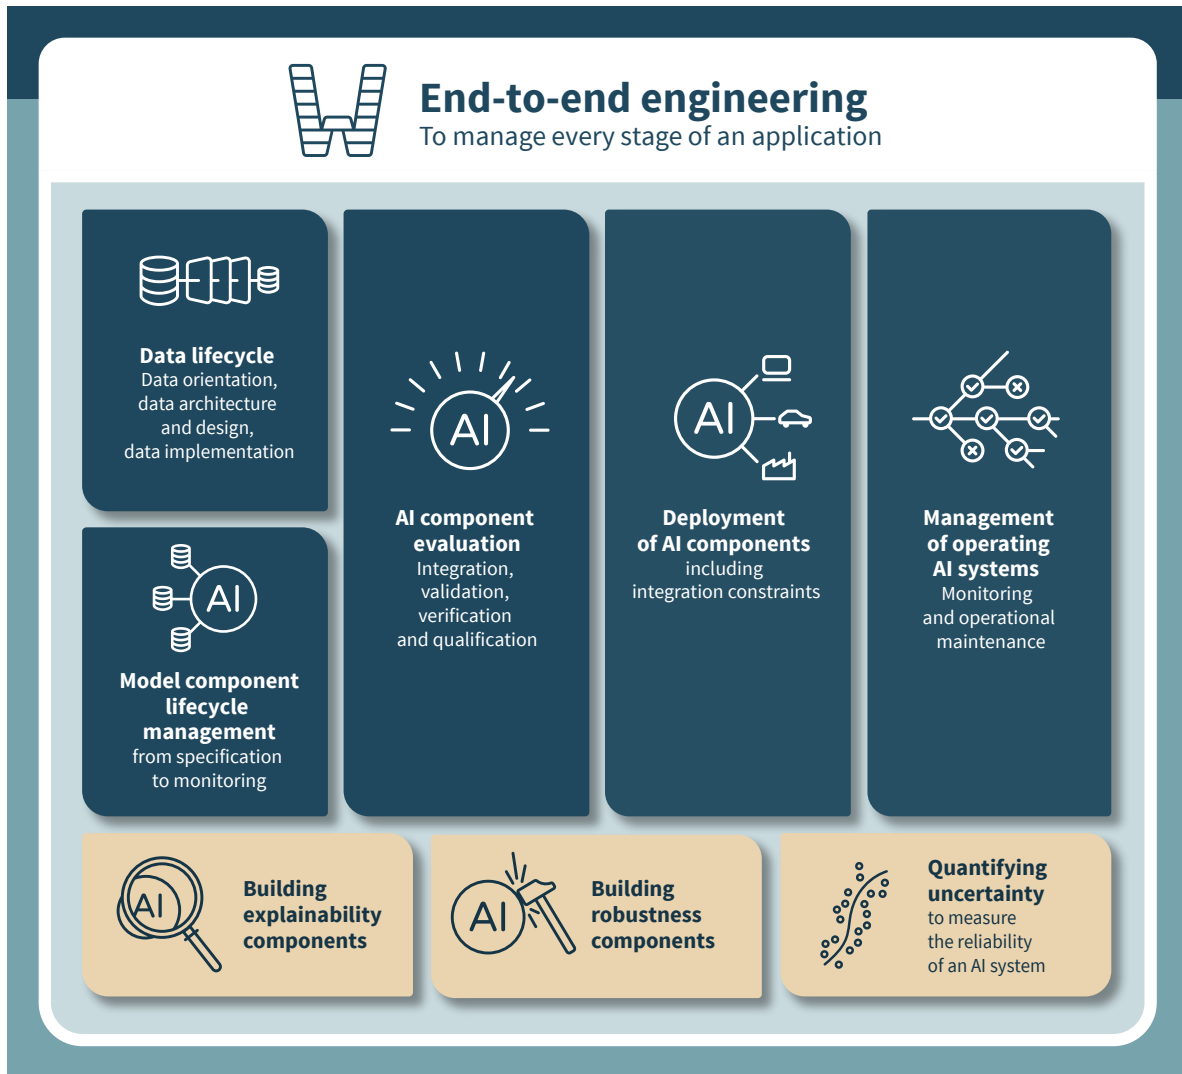 End-to-end engineering
To manage every stage of an application
Data lifecycle
Data orientation,
data architecture
and design,
data implementation
AI
Model component
lifecycle
management
from specification
to monitoring
AI
AI component
evaluation
Integration,
validation,
verification
and qualification
AI
Deployment
of AI components
including
integration constraints
Management
of operating
AI systems
Monitoring
and operational
maintenance
AI
Building
explainability
components
AI
Building
robustness
components
Quantifying
uncertainty
to measure
the reliability
of an AI system